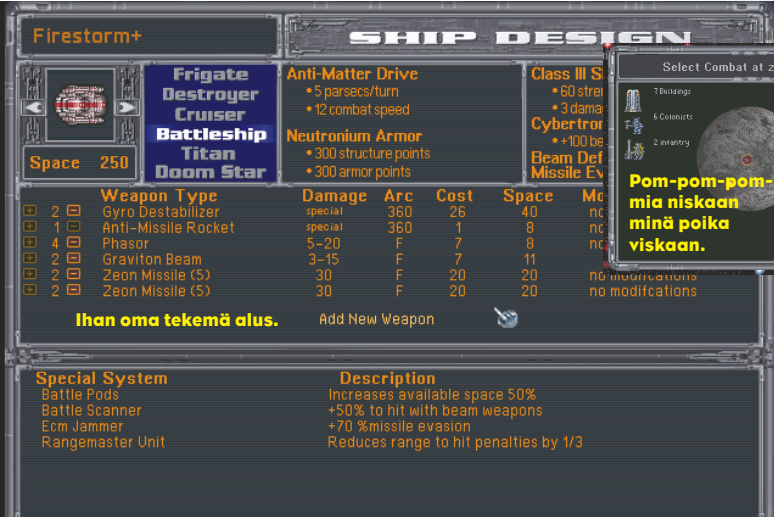 Firestorm+
SHIP DESIGN
Frigate
Destroyer
Cruiser
Battleship
Titan
Doom Star
Space 250
Anti-Matter Drive
• 5 parsecs/turn
• 12 combat speed
Neutronium Armor
• 300 structure points
• 300 armor points
Class III S
• 60 stren
• 3 dama
Cybertron
• +100 be
Beam Def
Missile Ev
Select Combat at z
7 Buildings
6 Colonists
2 infantry
Pom-pom-pom-
mia niskaan
minä poika
viskaan.
Weapon Type Damage Arc Cost Space Mo
2 Gyro Destabilizer special 360 26 40 no
1 Anti-Missile Rocket special 360 1 8 no
4 Phasor 5-20 F 7 8 no
2 Graviton Beam 3-15 F 7 11
2 Zeon Missile (5) 30 F 20 20 no modifcations
2 Zeon Missile (5) 30 F 20 20 no modifcations
Ihan oma tekemä alus.
Add New Weapon
Special System Description
Battle Pods Increases available space 50%
Battle Scanner +50% to hit with beam weapons
Ecm Jammer +70 %missile evasion
Rangemaster Unit Reduces range to hit penalties by 1/3